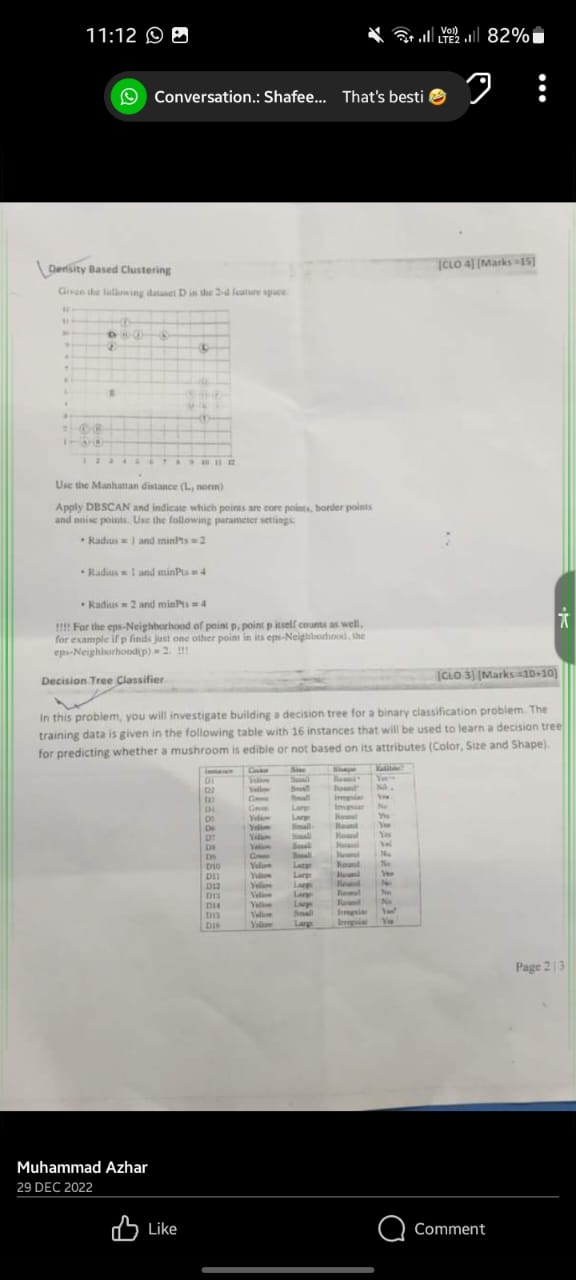 11:12
Vo)) LTE2
82%
Conversation.: Shafee... That's besti 🤣
Density Based Clustering
[CLO 4] [Marks =15]
Given the following dataset D in the 2-d feature space.
1 2 3 4 5 6 7 8 9 10 11 12
Use the Manhattan distance (L, norm)
Apply DBSCAN and indicate which points are core points, border points
and noise points. Use the following parameter settings:
• Radius = 1 and minPts = 2
• Radius = 1 and minPts = 4
• Radius = 2 and minPts = 4
!!!! For the eps-Neighborhood of point p, point p itself counts as well,
for example if p finds just one other point in its eps-Neighborhood, the
eps-Neighborhood(p) = 2. !!!
Decision Tree Classifier
[CLO 3] [Marks =10+10]
In this problem, you will investigate building a decision tree for a binary classification problem. The
training data is given in the following table with 16 instances that will be used to learn a decision tree
for predicting whether a mushroom is edible or not based on its attributes (Color, Size and Shape).
Instance Color Size Shape Edible?
D1 Yellow Small Round Yes
D2 Yellow Small Round No
D3 Green Small Irregular Yes
D4 Green Large Irregular No
D5 Yellow Large Round Yes
D6 Yellow Small Round Yes
D7 Yellow Small Round Yes
D8 Yellow Small Round Yes
D9 Green Small Round No
D10 Yellow Large Round No
D11 Yellow Large Round Yes
D12 Yellow Large Round No
D13 Yellow Large Round No
D14 Yellow Large Round No
D15 Yellow Small Irregular Yes
D16 Yellow Large Irregular Yes
Page 2 | 3
Muhammad Azhar
29 DEC 2022
Like
Comment